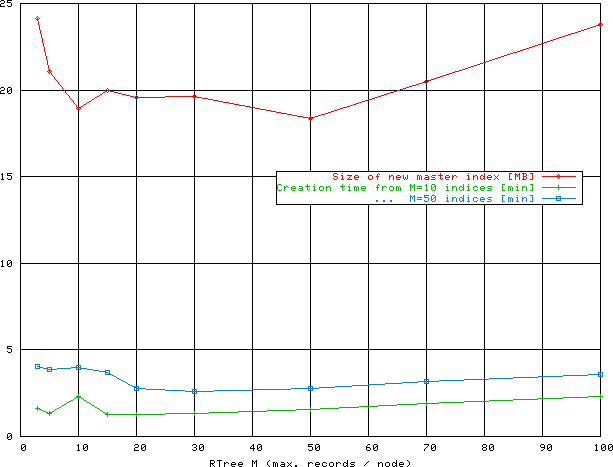 25
20
15
10
5
0
Size of new master index [MB]
Creation time from M=10 indices [min]
... M=50 indices [min]
0 10 20 30 40 50 60 70 80 90 100
RTree M (max. records / node)